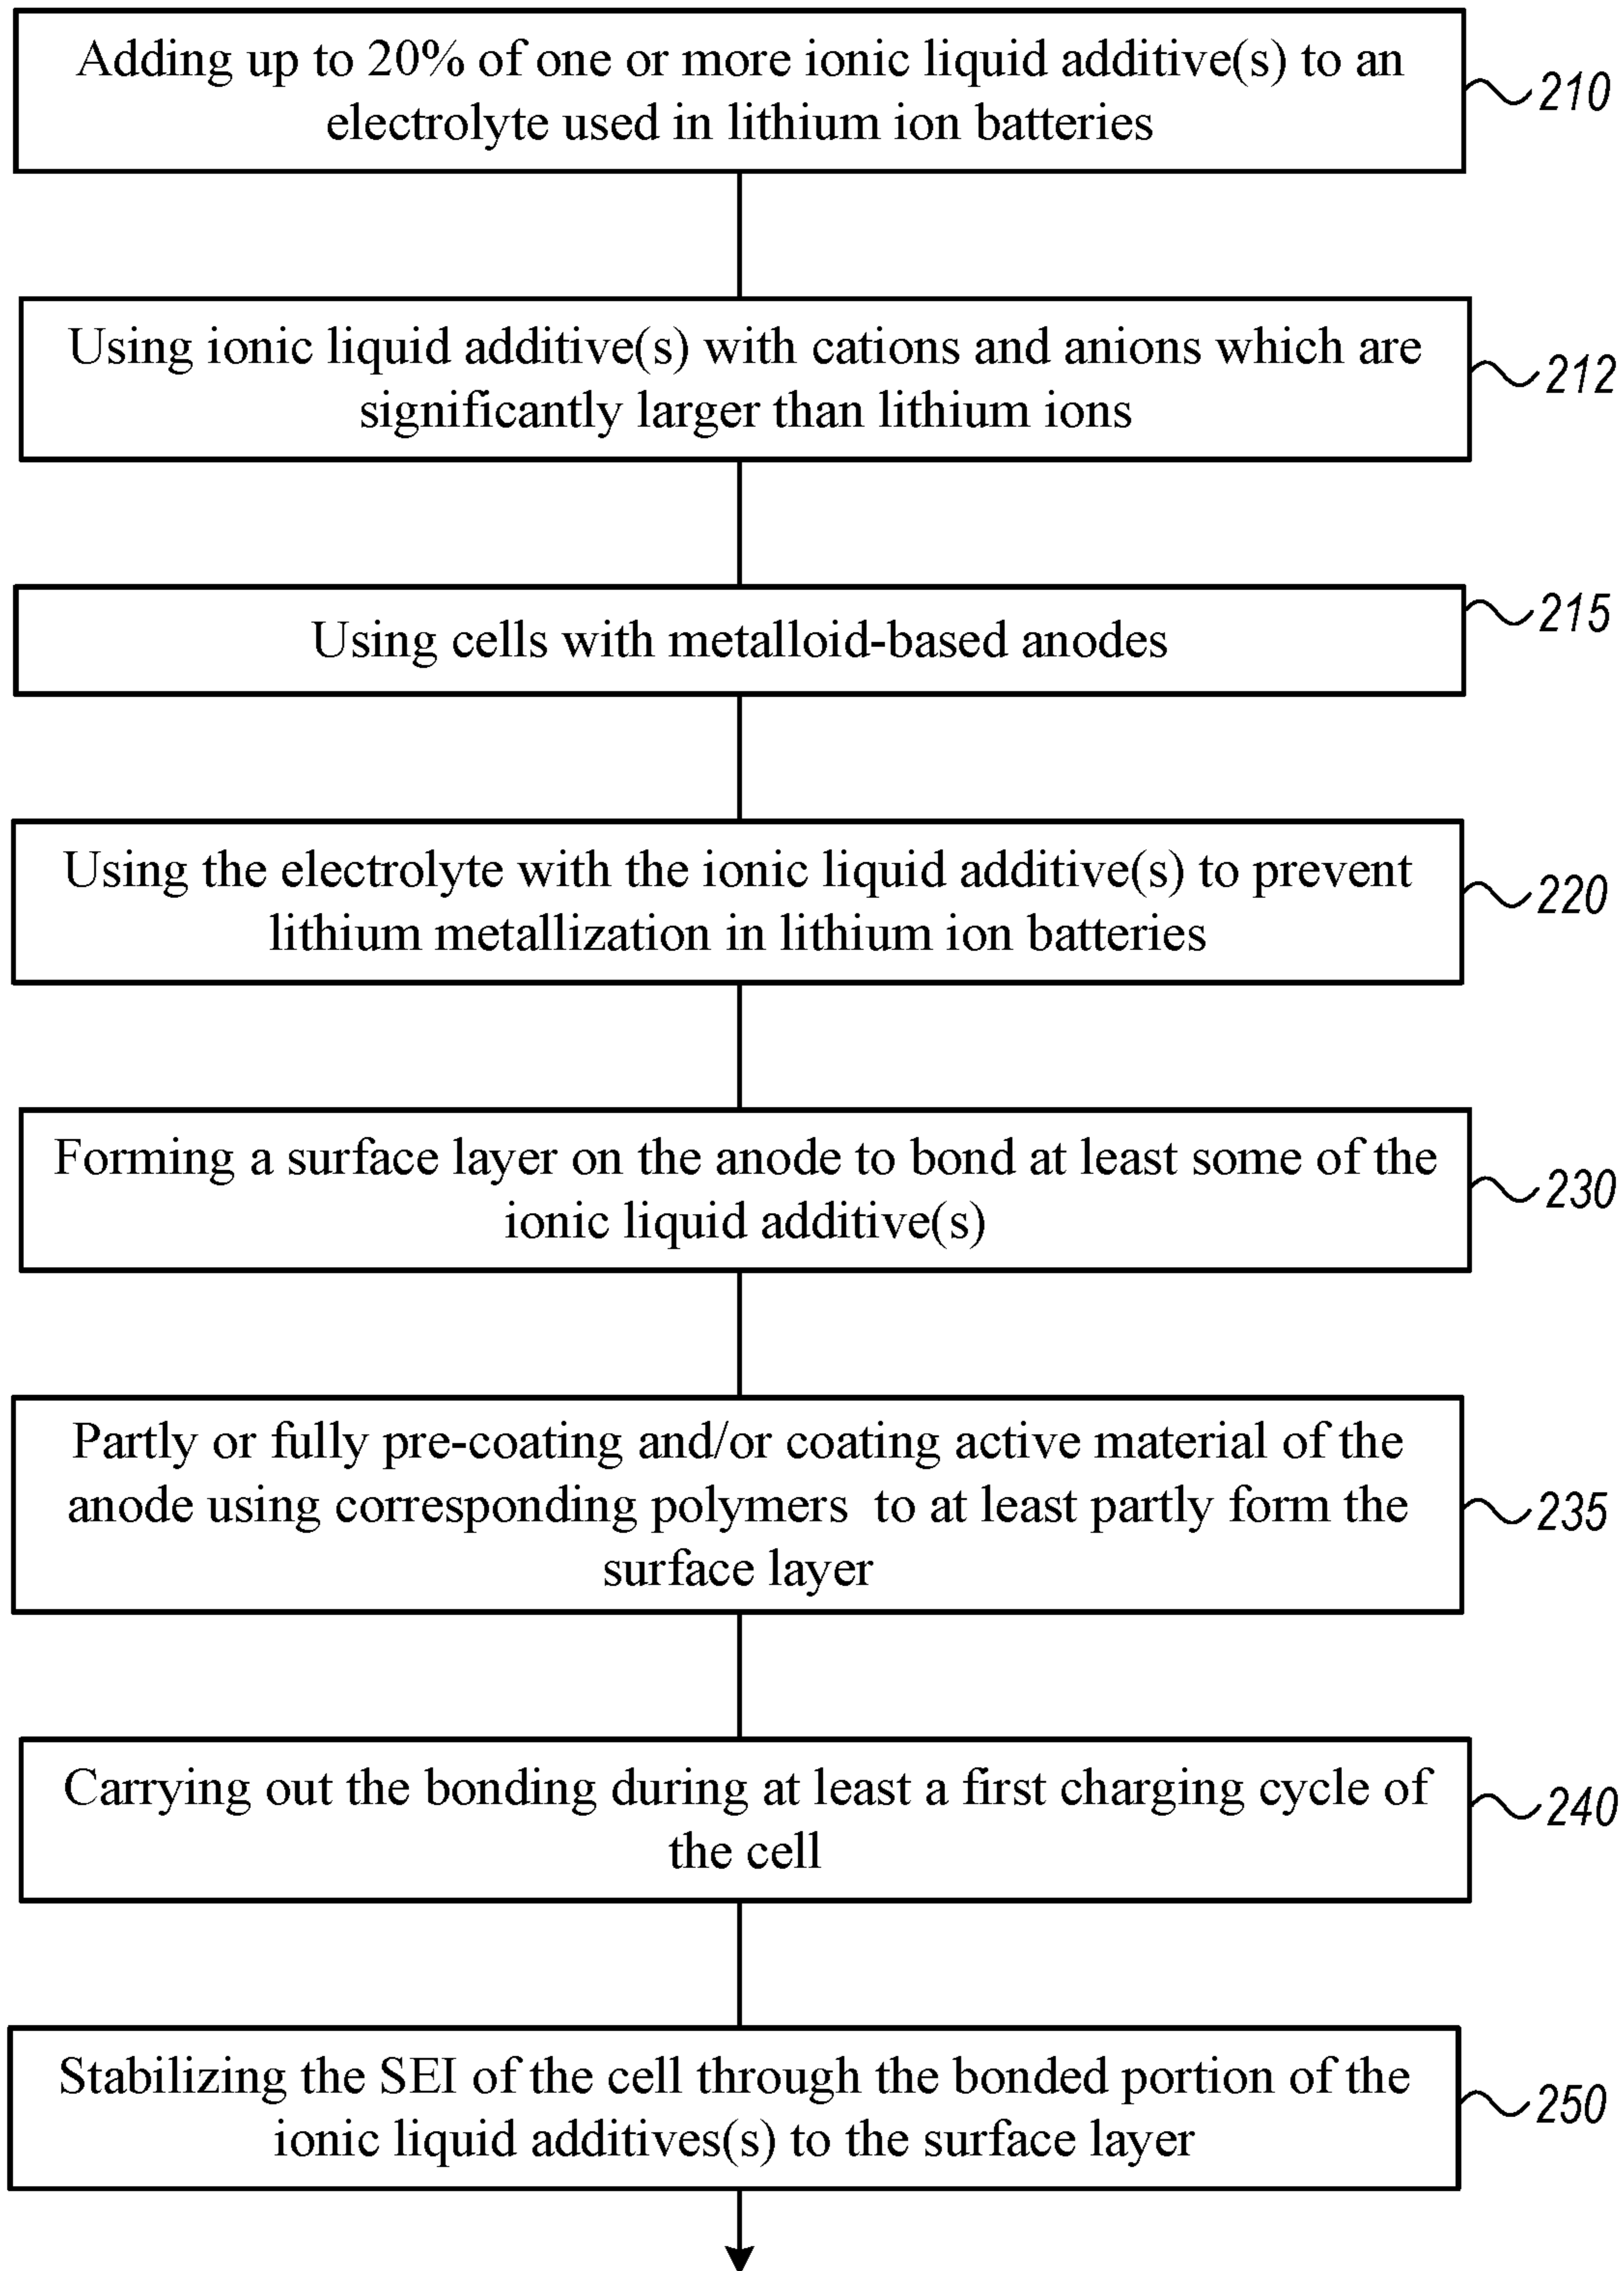 Adding up to 20% of one or more ionic liquid additive(s) to an
electrolyte used in lithium ion batteries
210
Using ionic liquid additive(s) with cations and anions which are
significantly larger than lithium ions
212
Using cells with metalloid-based anodes
215
Using the electrolyte with the ionic liquid additive(s) to prevent
lithium metallization in lithium ion batteries
220
Forming a surface layer on the anode to bond at least some of the
ionic liquid additive(s)
230
Partly or fully pre-coating and/or coating active material of the
anode using corresponding polymers to at least partly form the
surface layer
235
Carrying out the bonding during at least a first charging cycle of
the cell
240
Stabilizing the SEI of the cell through the bonded portion of the
ionic liquid additives(s) to the surface layer
250